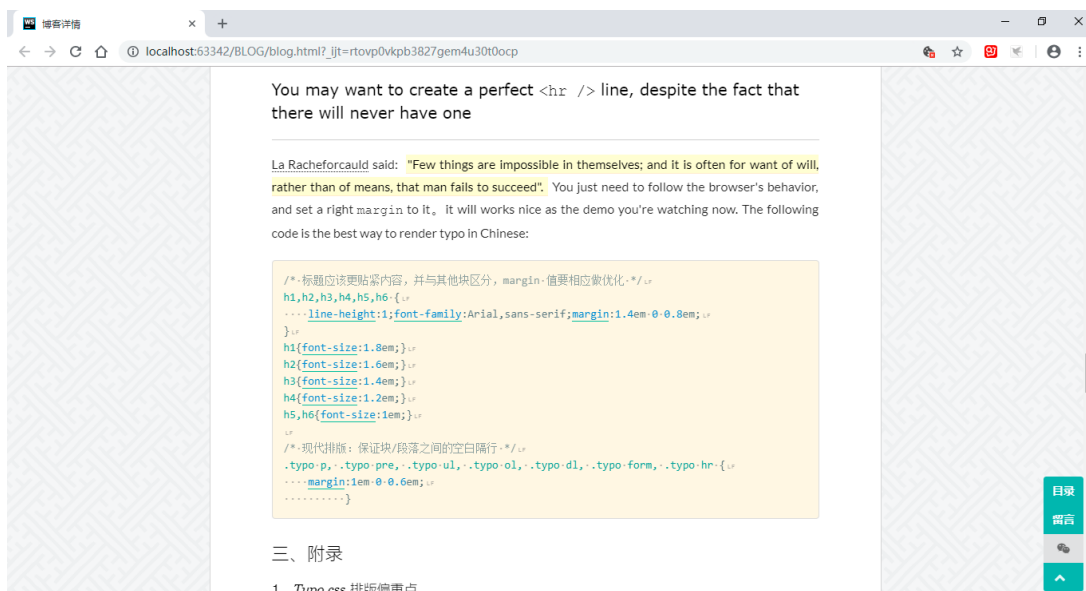 博客详情
localhost:63342/BLOG/blog.html?_ijt=rtovp0vkpb3827gem4u30t0ocp
You may want to create a perfect <hr /> line, despite the fact that
there will never have one
La Racheforcauld said: "Few things are impossible in themselves; and it is often for want of will,
rather than of means, that man fails to succeed". You just need to follow the browser's behavior,
and set a right margin to it。it will works nice as the demo you're watching now. The following
code is the best way to render typo in Chinese:
/*·标题应该更贴紧内容，并与其他块区分，margin·值要相应做优化·*/
h1,h2,h3,h4,h5,h6·{
····line-height:1;font-family:Arial,sans-serif;margin:1.4em·0·0.8em;
}
h1{font-size:1.8em;}
h2{font-size:1.6em;}
h3{font-size:1.4em;}
h4{font-size:1.2em;}
h5,h6{font-size:1em;}
/*·现代排版：保证块/段落之间的空白隔行·*/
.typo·p,·.typo·pre,·.typo·ul,·.typo·ol,·.typo·dl,·.typo·form,·.typo·hr·{
····margin:1em·0·0.6em;
··········}
目录
留言
三、附录
1、Typo.css 排版偏重点